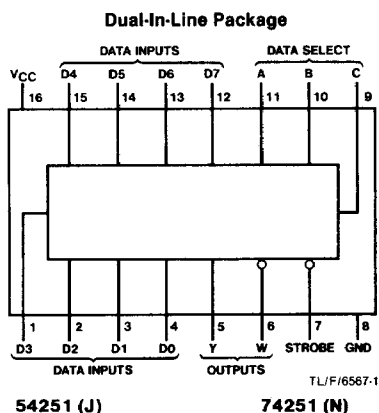 Dual-In-Line Package
DATA INPUTS DATA SELECT
VCC D4 D5 D6 D7 A B C
16 15 14 13 12 11 10 9
1 2 3 4 5 6 7 8
D3 D2 D1 D0 Y W STROBE GND
DATA INPUTS OUTPUTS
TL/F/6567-1
54251 (J) 74251 (N)